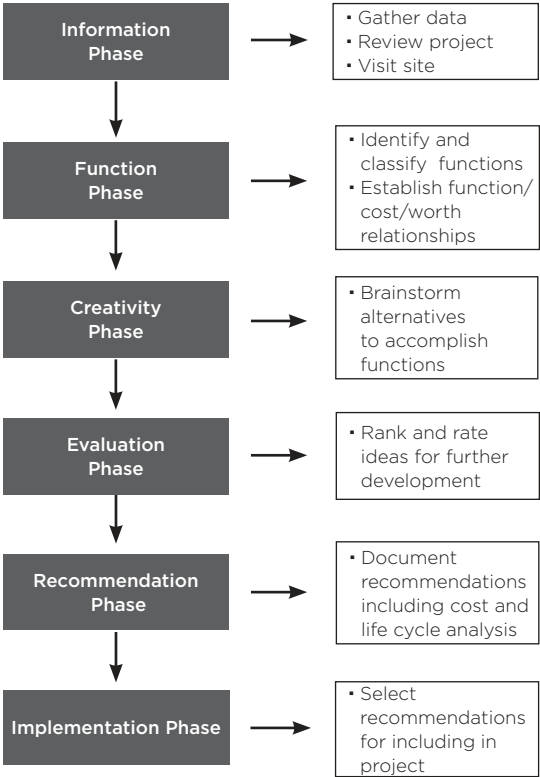 Information
Phase
▪ Gather data
▪ Review project
▪ Visit site
Function
Phase
▪ Identify and
classify functions
▪ Establish function/
cost/worth
relationships
Creativity
Phase
▪ Brainstorm
alternatives
to accomplish
functions
Evaluation
Phase
▪ Rank and rate
ideas for further
development
Recommendation
Phase
▪ Document
recommendations
including cost and
life cycle analysis
Implementation Phase
▪ Select
recommendations
for including in
project